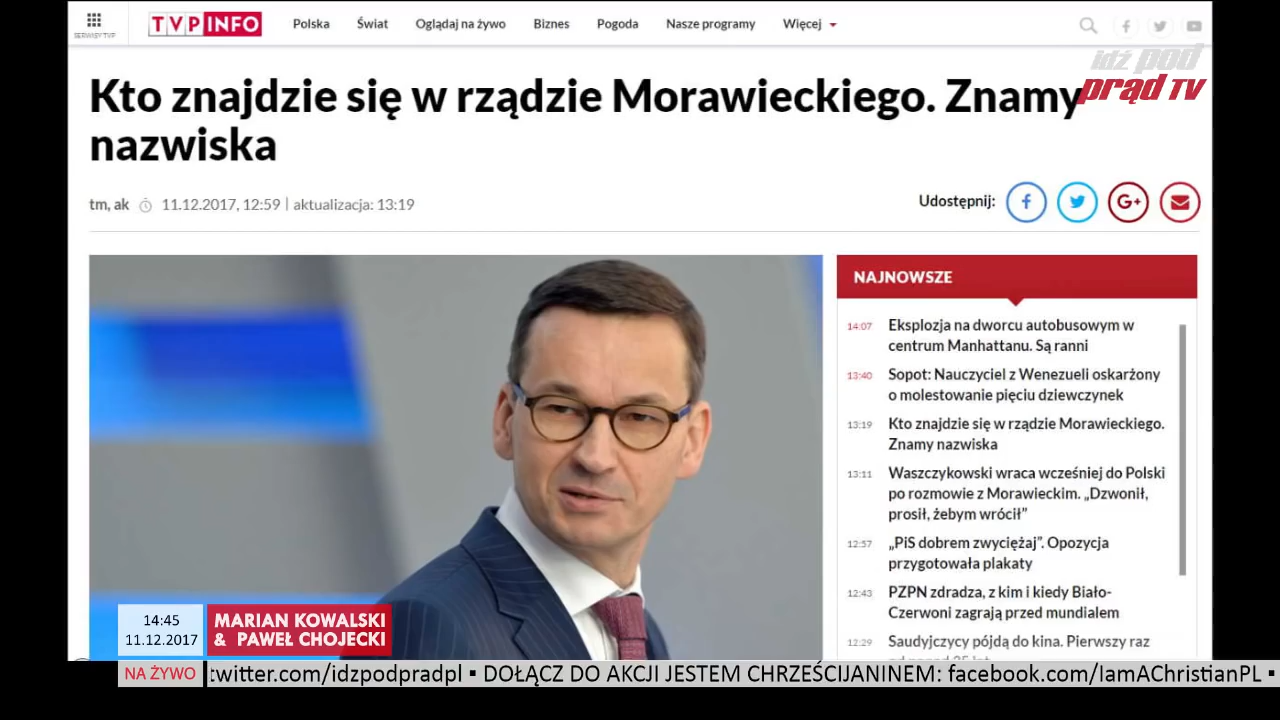 SERWISY TVP
TVP INFO
Polska
Świat
Oglądaj na żywo
Biznes
Pogoda
Nasze programy
Więcej
idź pod
prąd TV
Kto znajdzie się w rządzie Morawieckiego. Znamy
nazwiska
tm, ak 11.12.2017, 12:59 | aktualizacja: 13:19
Udostępnij:
NAJNOWSZE
14:07 Eksplozja na dworcu autobusowym w
centrum Manhattanu. Są ranni
13:40 Sopot: Nauczyciel z Wenezueli oskarżony
o molestowanie pięciu dziewczynek
13:19 Kto znajdzie się w rządzie Morawieckiego.
Znamy nazwiska
13:11 Waszczykowski wraca wcześniej do Polski
po rozmowie z Morawieckim. „Dzwonił,
prosił, żebym wrócił”
12:57 „PiS dobrem zwyciężaj”. Opozycja
przygotowała plakaty
12:43 PZPN zdradza, z kim i kiedy Biało-
Czerwoni zagrają przed mundialem
12:29 Saudyjczycy pójdą do kina. Pierwszy raz
14:45
11.12.2017
MARIAN KOWALSKI
& PAWEŁ CHOJECKI
NA ŻYWO
twitter.com/idzpodpradpl ▪ DOŁĄCZ DO AKCJI JESTEM CHRZEŚCIJANINEM: facebook.com/IamAChristianPL ▪